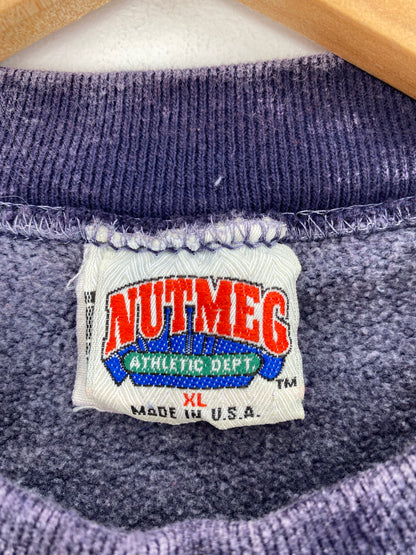 NUTMEG
ATHLETIC DEPT.
TM
XL
MADE IN U.S.A.